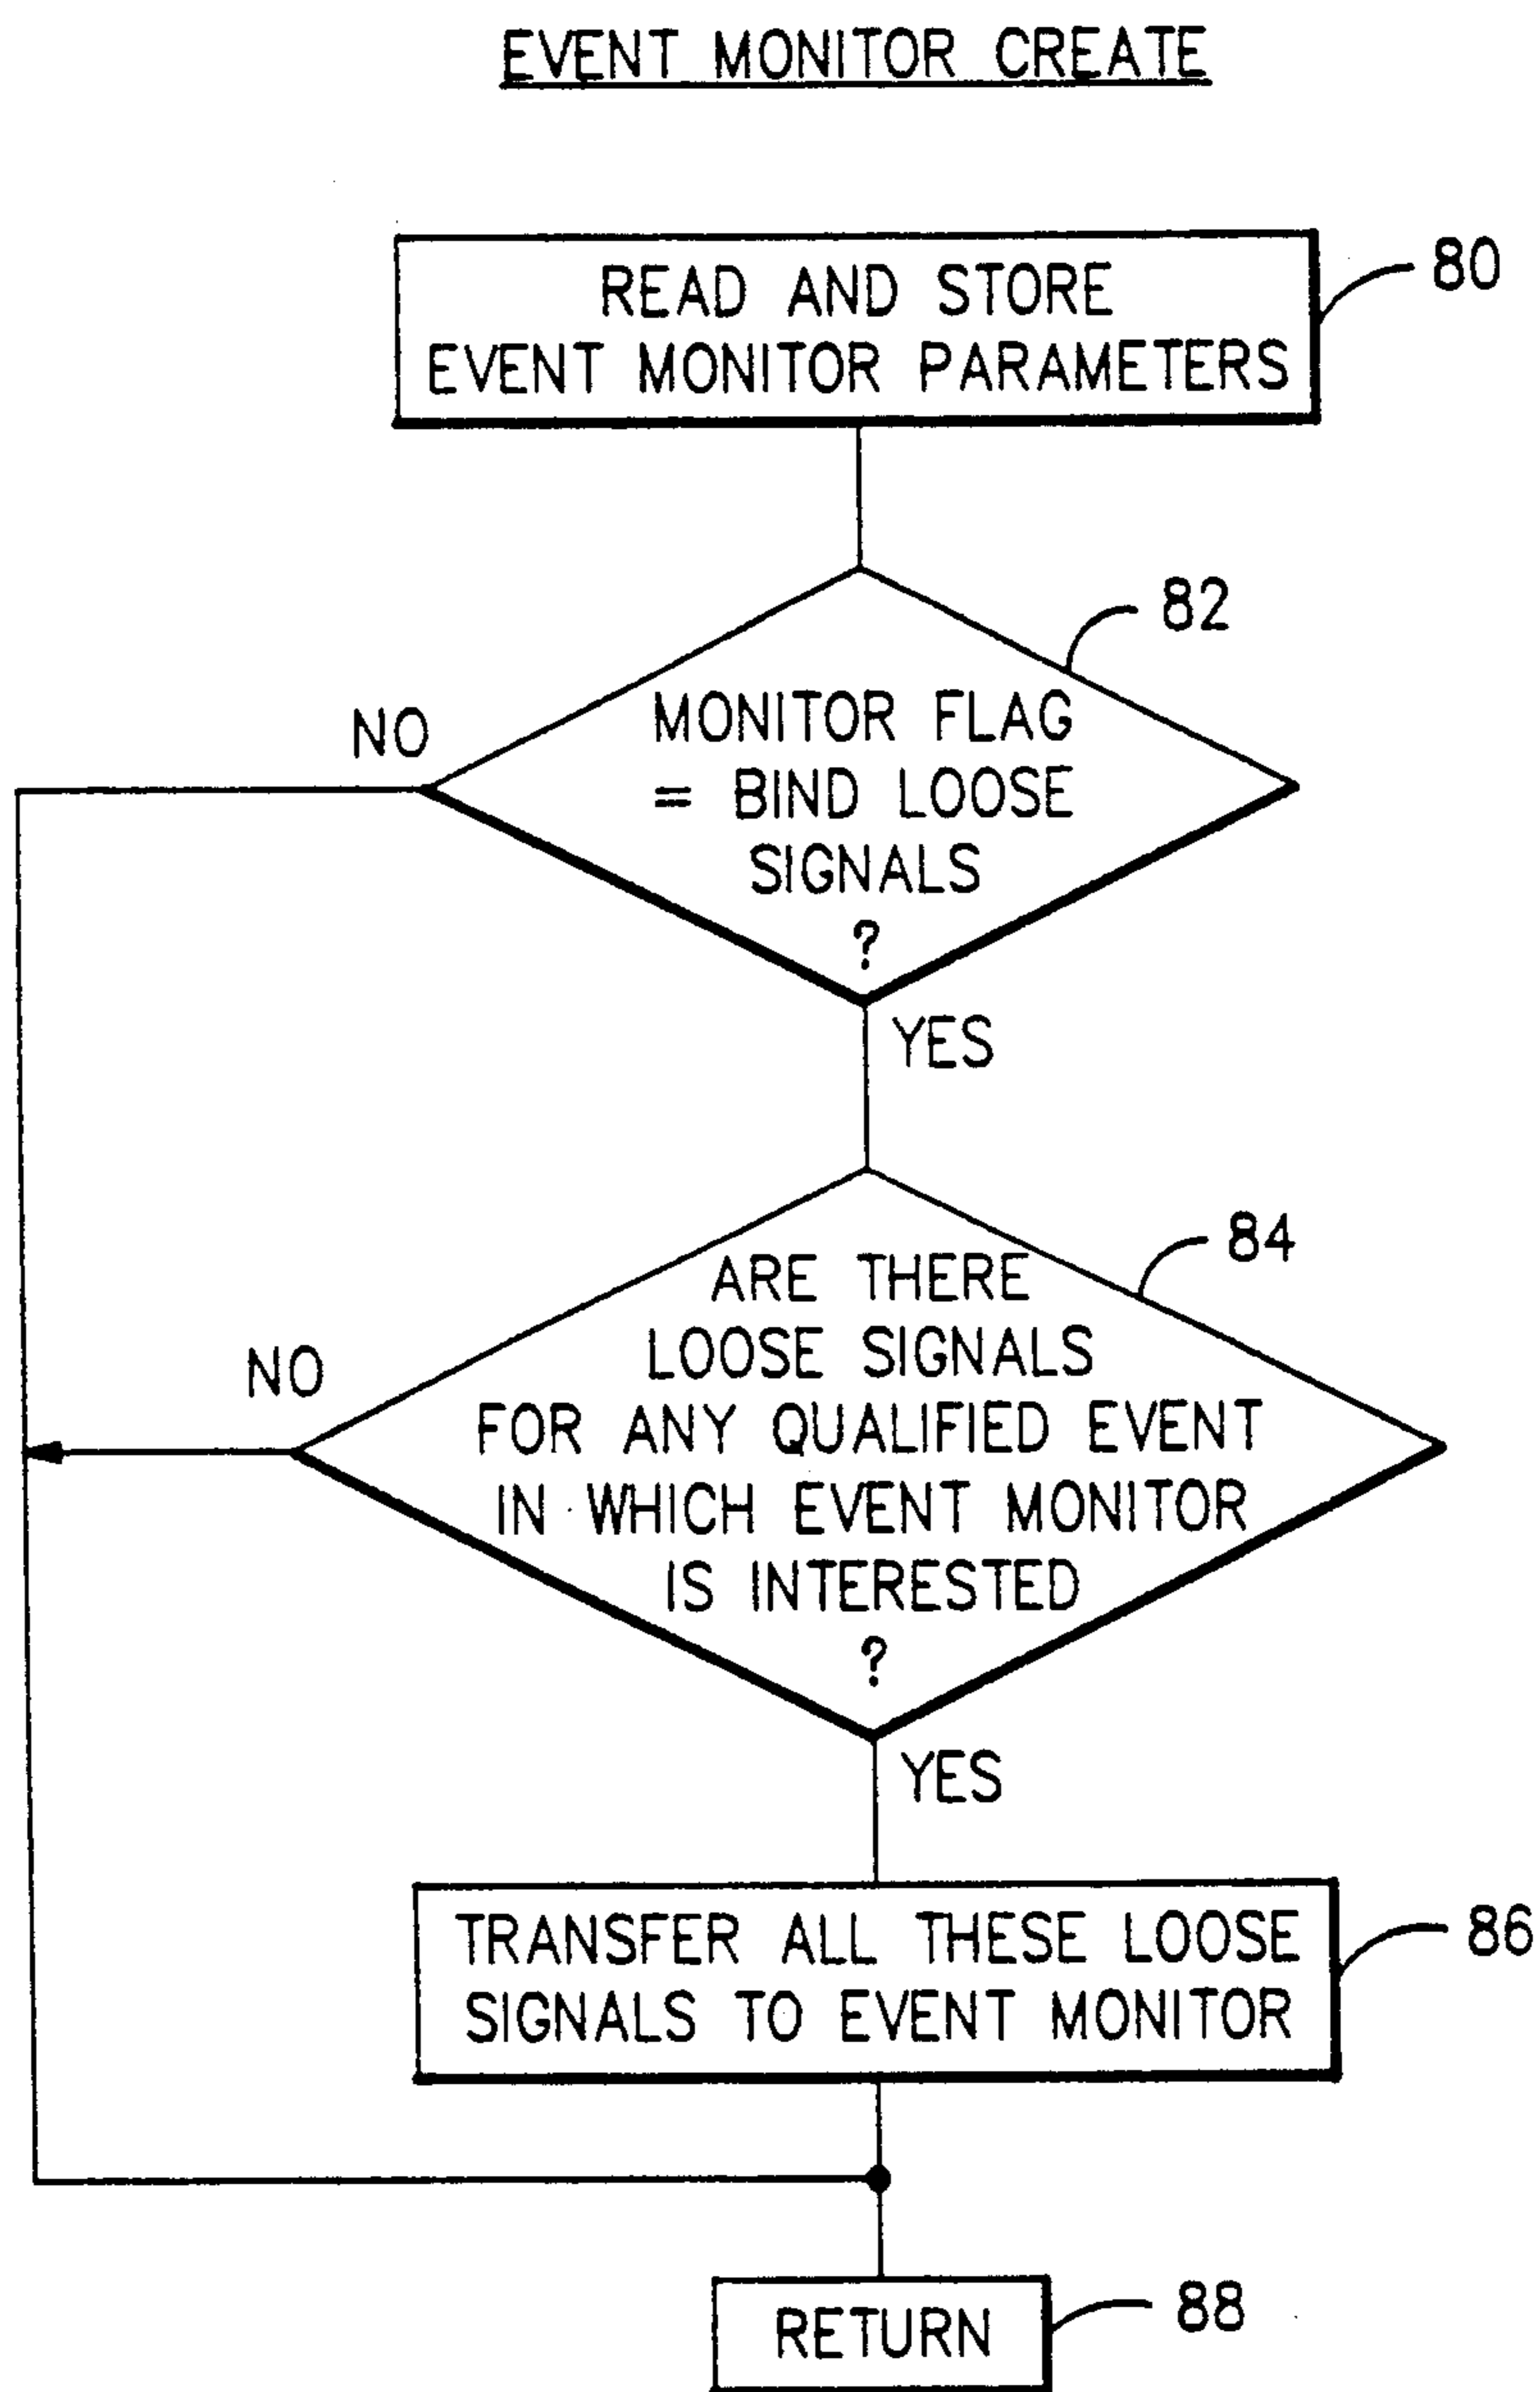 EVENT MONITOR CREATE
READ AND STORE
EVENT MONITOR PARAMETERS
80
82
MONITOR FLAG
= BIND LOOSE
SIGNALS
?
NO
YES
84
ARE THERE
LOOSE SIGNALS
FOR ANY QUALIFIED EVENT
IN WHICH EVENT MONITOR
IS INTERESTED
?
NO
YES
TRANSFER ALL THESE LOOSE
SIGNALS TO EVENT MONITOR
86
RETURN
88